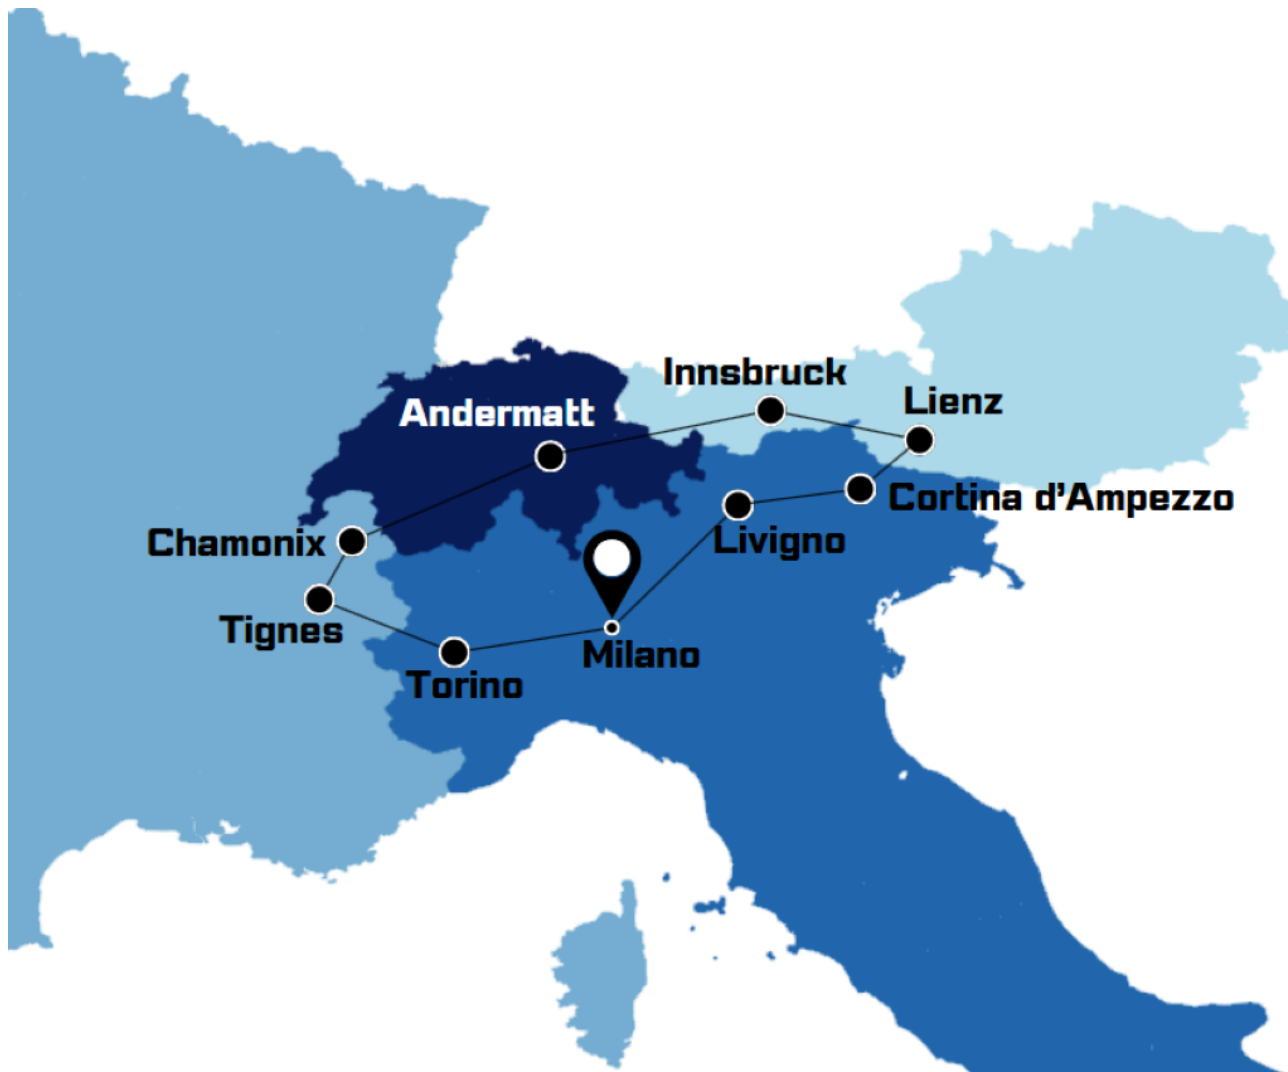 Innsbruck
Lienz
Andermatt
Cortina d'Ampezzo
Chamonix
Livigno
Tignes
Milano
Torino